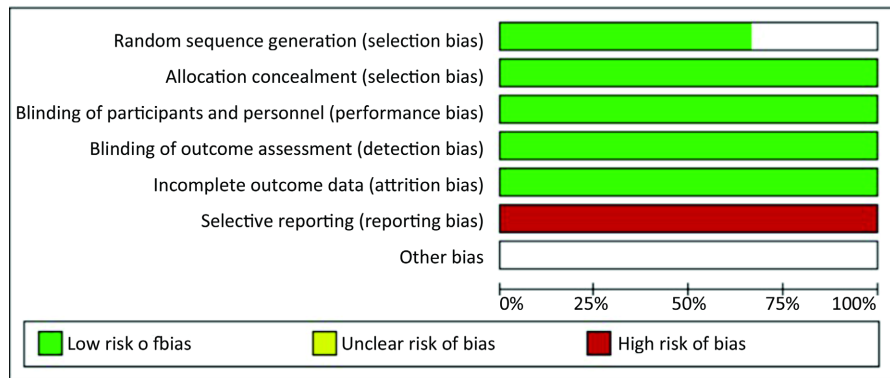 Random sequence generation (selection bias)
Allocation concealment (selection bias)
Blinding of participants and personnel (performance bias)
Blinding of outcome assessment (detection bias)
Incomplete outcome data (attrition bias)
Selective reporting (reporting bias)
Other bias
0% 25% 50% 75% 100%
Low risk o fbias Unclear risk of bias High risk of bias